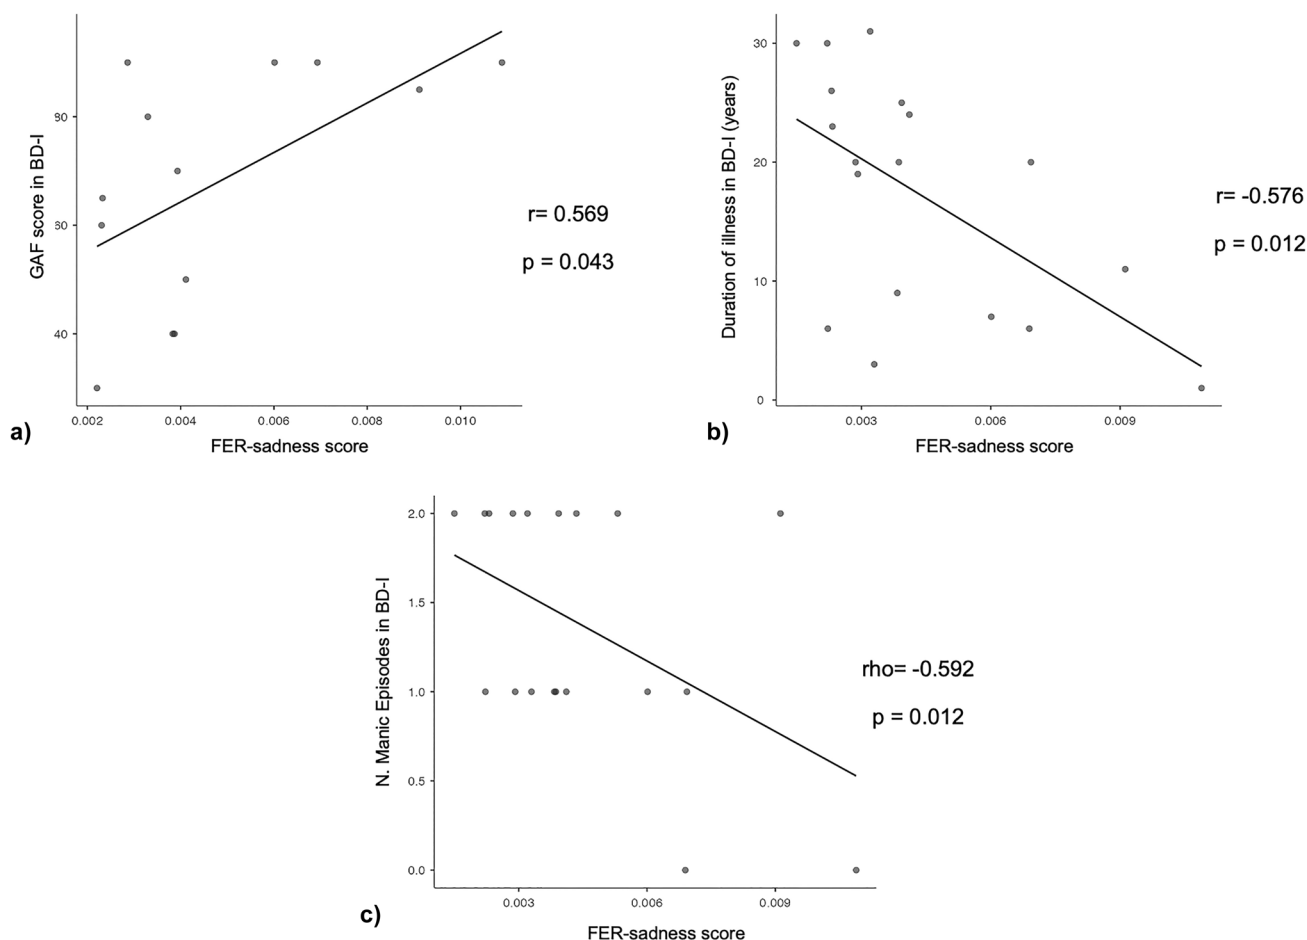 GAF score in BD-I
80
60
40
0.002
0.004
0.006
0.008
0.010
FER-sadness score
r= 0.569
p = 0.043
a)
Duration of illness in BD-I (years)
30
20
10
0
0.003
0.006
0.009
FER-sadness score
r= -0.576
p = 0.012
b)
N. Manic Episodes in BD-I
2.0
1.5
1.0
0.5
0.0
0.003
0.006
0.009
FER-sadness score
rho= -0.592
p = 0.012
c)